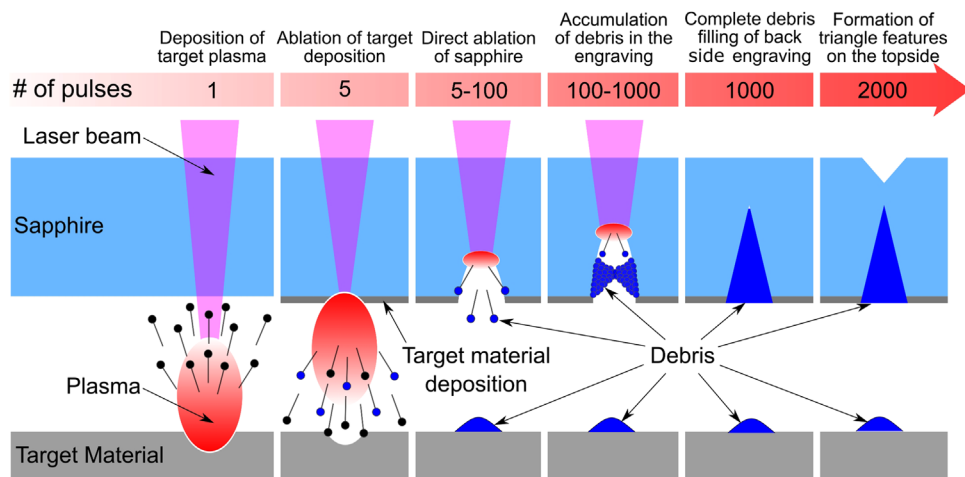 Deposition of
target plasma
Ablation of target
deposition
Direct ablation
of sapphire
Accumulation
of debris in the
engraving
Complete debris
filling of back
side engraving
Formation of
triangle features
on the topside
# of pulses
1
5
5-100
100-1000
1000
2000
Laser beam
Sapphire
Target material
deposition
Debris
Plasma
Target Material